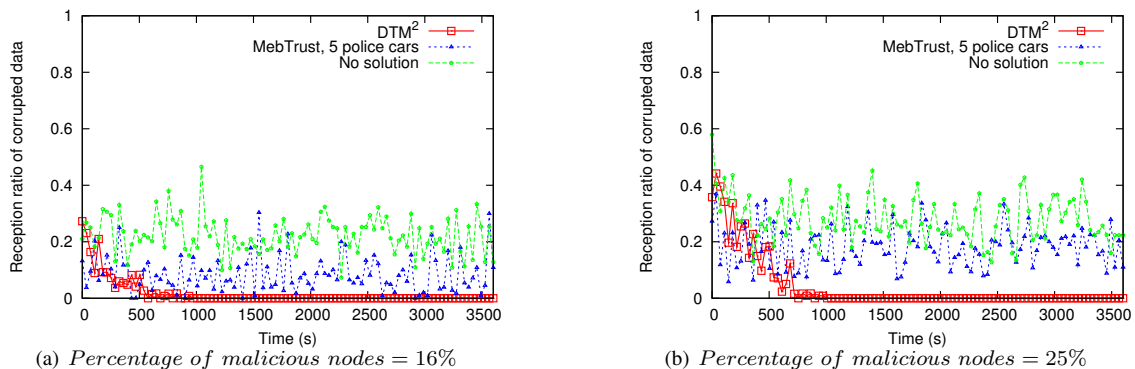 1
0.8
0.6
0.4
0.2
0
0 500 1000 1500 2000 2500 3000 3500
Reception ratio of corrupted data
Time (s)
DTM²
MebTrust, 5 police cars
No solution
(a) Percentage of malicious nodes = 16%
1
0.8
0.6
0.4
0.2
0
0 500 1000 1500 2000 2500 3000 3500
Reception ratio of corrupted data
Time (s)
DTM²
MebTrust, 5 police cars
No solution
(b) Percentage of malicious nodes = 25%